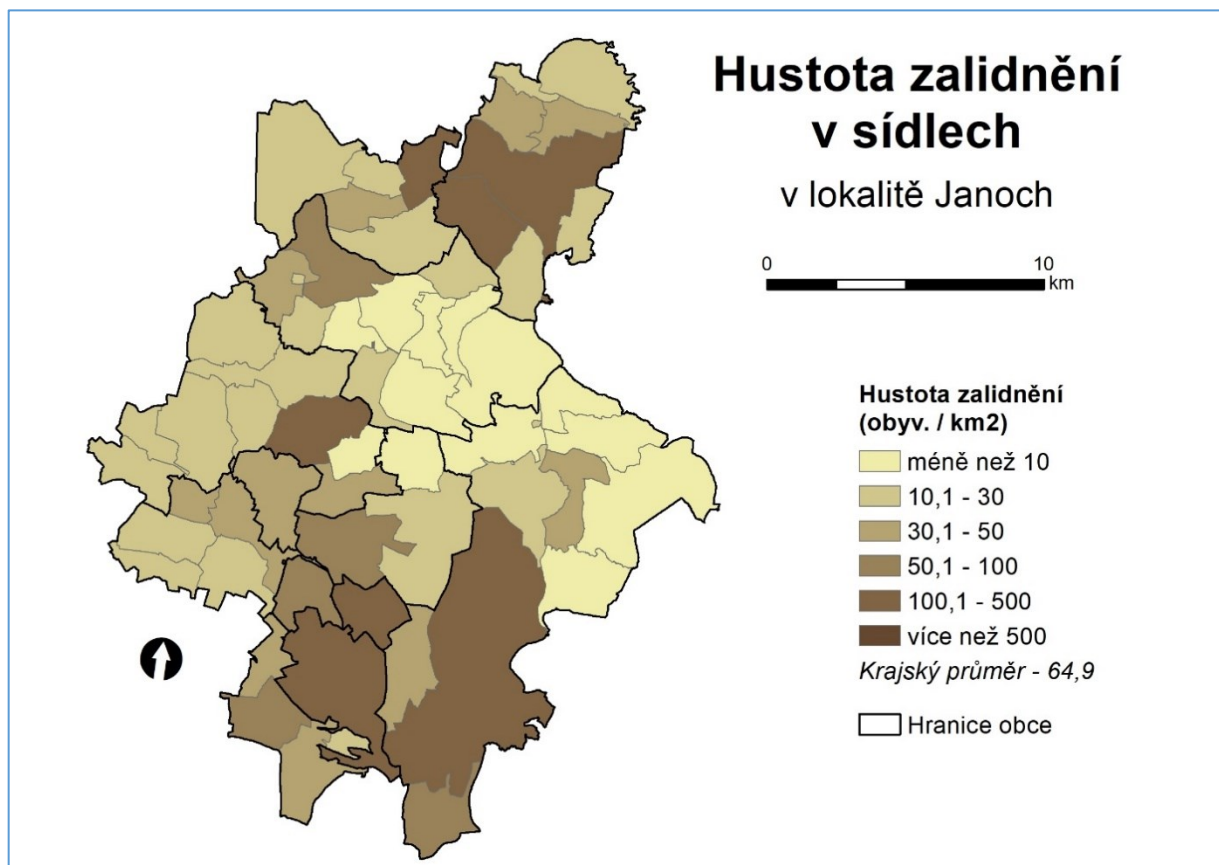 Hustota zalidnění
v sídlech
v lokalitě Janoch
0 10
km
Hustota zalidnění
(obyv. / km2)
méně než 10
10,1 - 30
30,1 - 50
50,1 - 100
100,1 - 500
více než 500
Krajský průměr - 64,9
Hranice obce